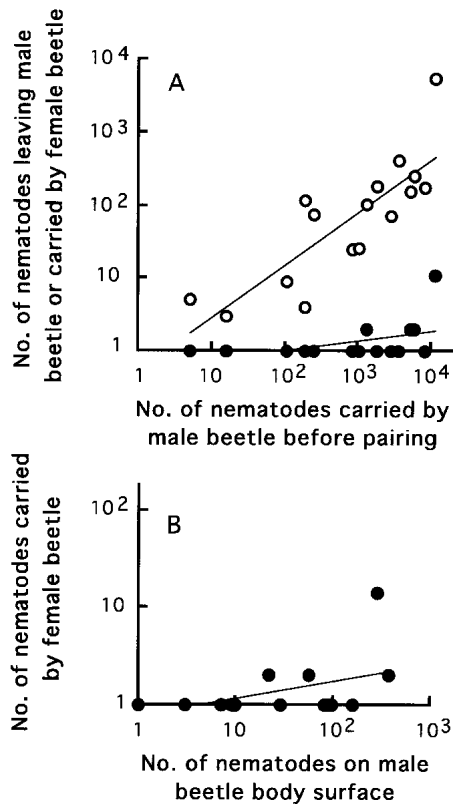 No. of nematodes leaving male
beetle or carried by female beetle
A
10⁴
10³
10²
10
1
1 10 10² 10³ 10⁴
No. of nematodes carried by
male beetle before pairing
No. of nematodes carried
by female beetle
B
10²
10
1
1 10 10² 10³
No. of nematodes on male
beetle body surface